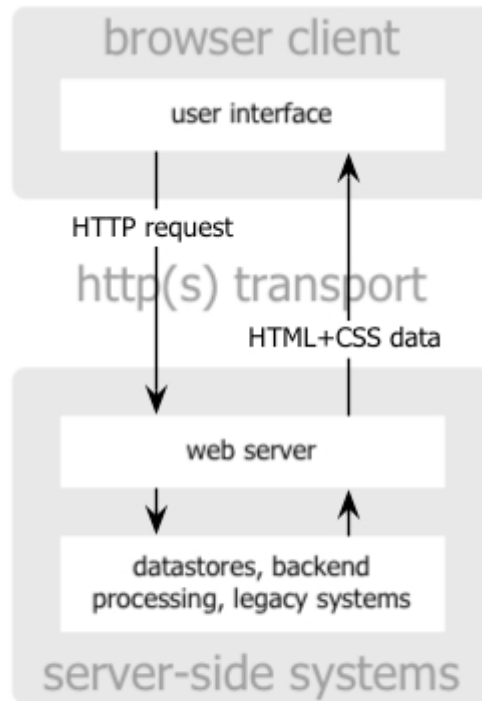 browser client
user interface
HTTP request
http(s) transport
HTML+CSS data
web server
datastores, backend
processing, legacy systems
server-side systems